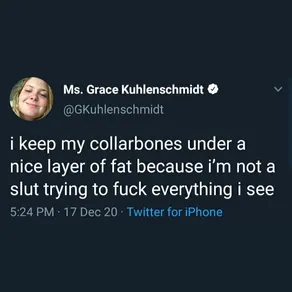 Ms. Grace Kuhlenschmidt
@GKuhlenschmidt
i keep my collarbones under a
nice layer of fat because i’m not a
slut trying to fuck everything i see
5:24 PM · 17 Dec 20 · Twitter for iPhone